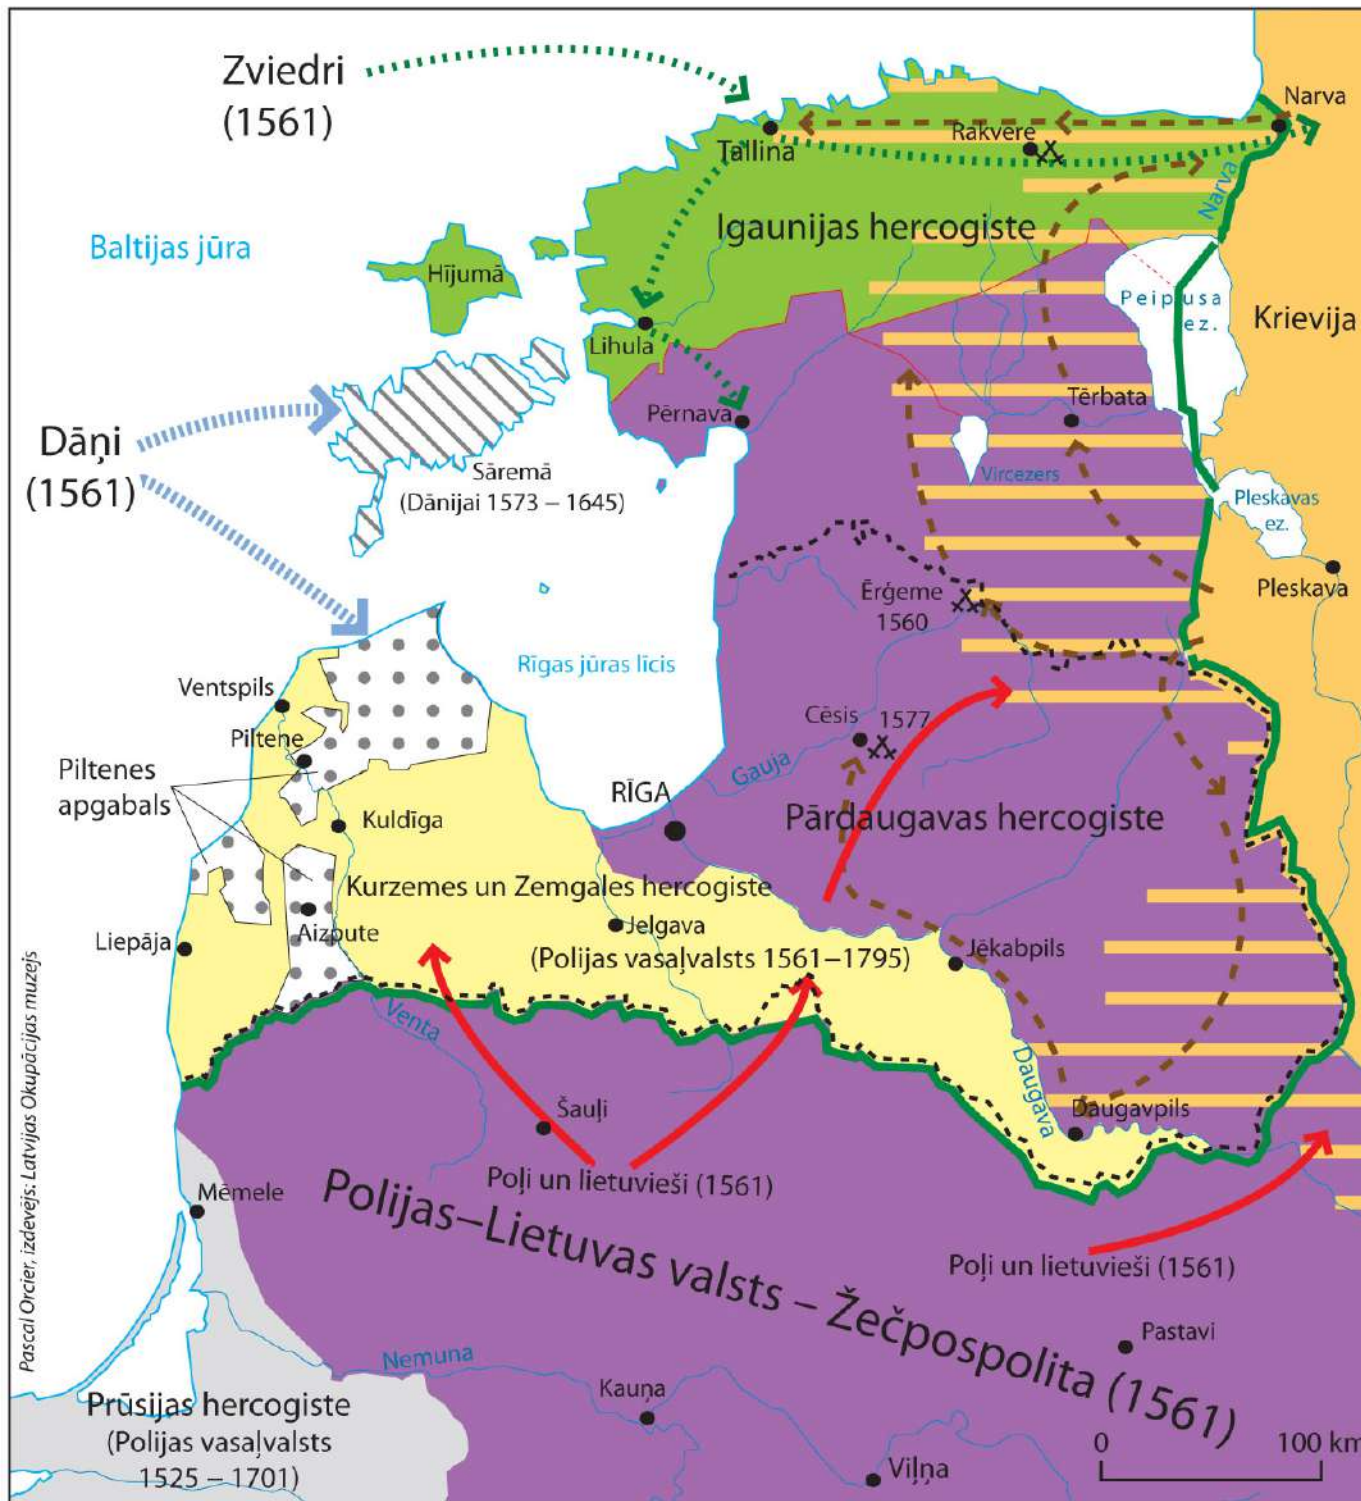 Zviedri
(1561)
Narva
Tallina
Rakvere
Narva
Igaunijas hercogiste
Baltijas jūra
Hījumā
Peipusa
ez.
Krievija
Lihula
Pērnava
Tērbata
Dāņi
(1561)
Sāremā
(Dānijai 1573 – 1645)
Vircezers
Pleskavas
ez.
Pleskava
Ērģeme
1560
Rīgas jūras līcis
Ventspils
Cēsis
1577
Piltene
Gauja
Piltenes
apgabals
RĪGA
Kuldīga
Pārdaugavas hercogiste
Kurzemes un Zemgales hercogiste
Aizpute
Jelgava
Liepāja
(Polijas vasaļvalsts 1561–1795)
Jēkabpils
Venta
Daugava
Šauļi
Daugavpils
Poļi un lietuvieši (1561)
Mēmele
Polijas–Lietuvas valsts – Žečpospolita (1561)
Poļi un lietuvieši (1561)
Pastavi
Nemuna
Kauņa
Prūsijas hercogiste
(Polijas vasaļvalsts
1525 – 1701)
Viļņa
0
100 km
Pascal Orcier, izdevējs: Latvijas Okupācijas muzejs